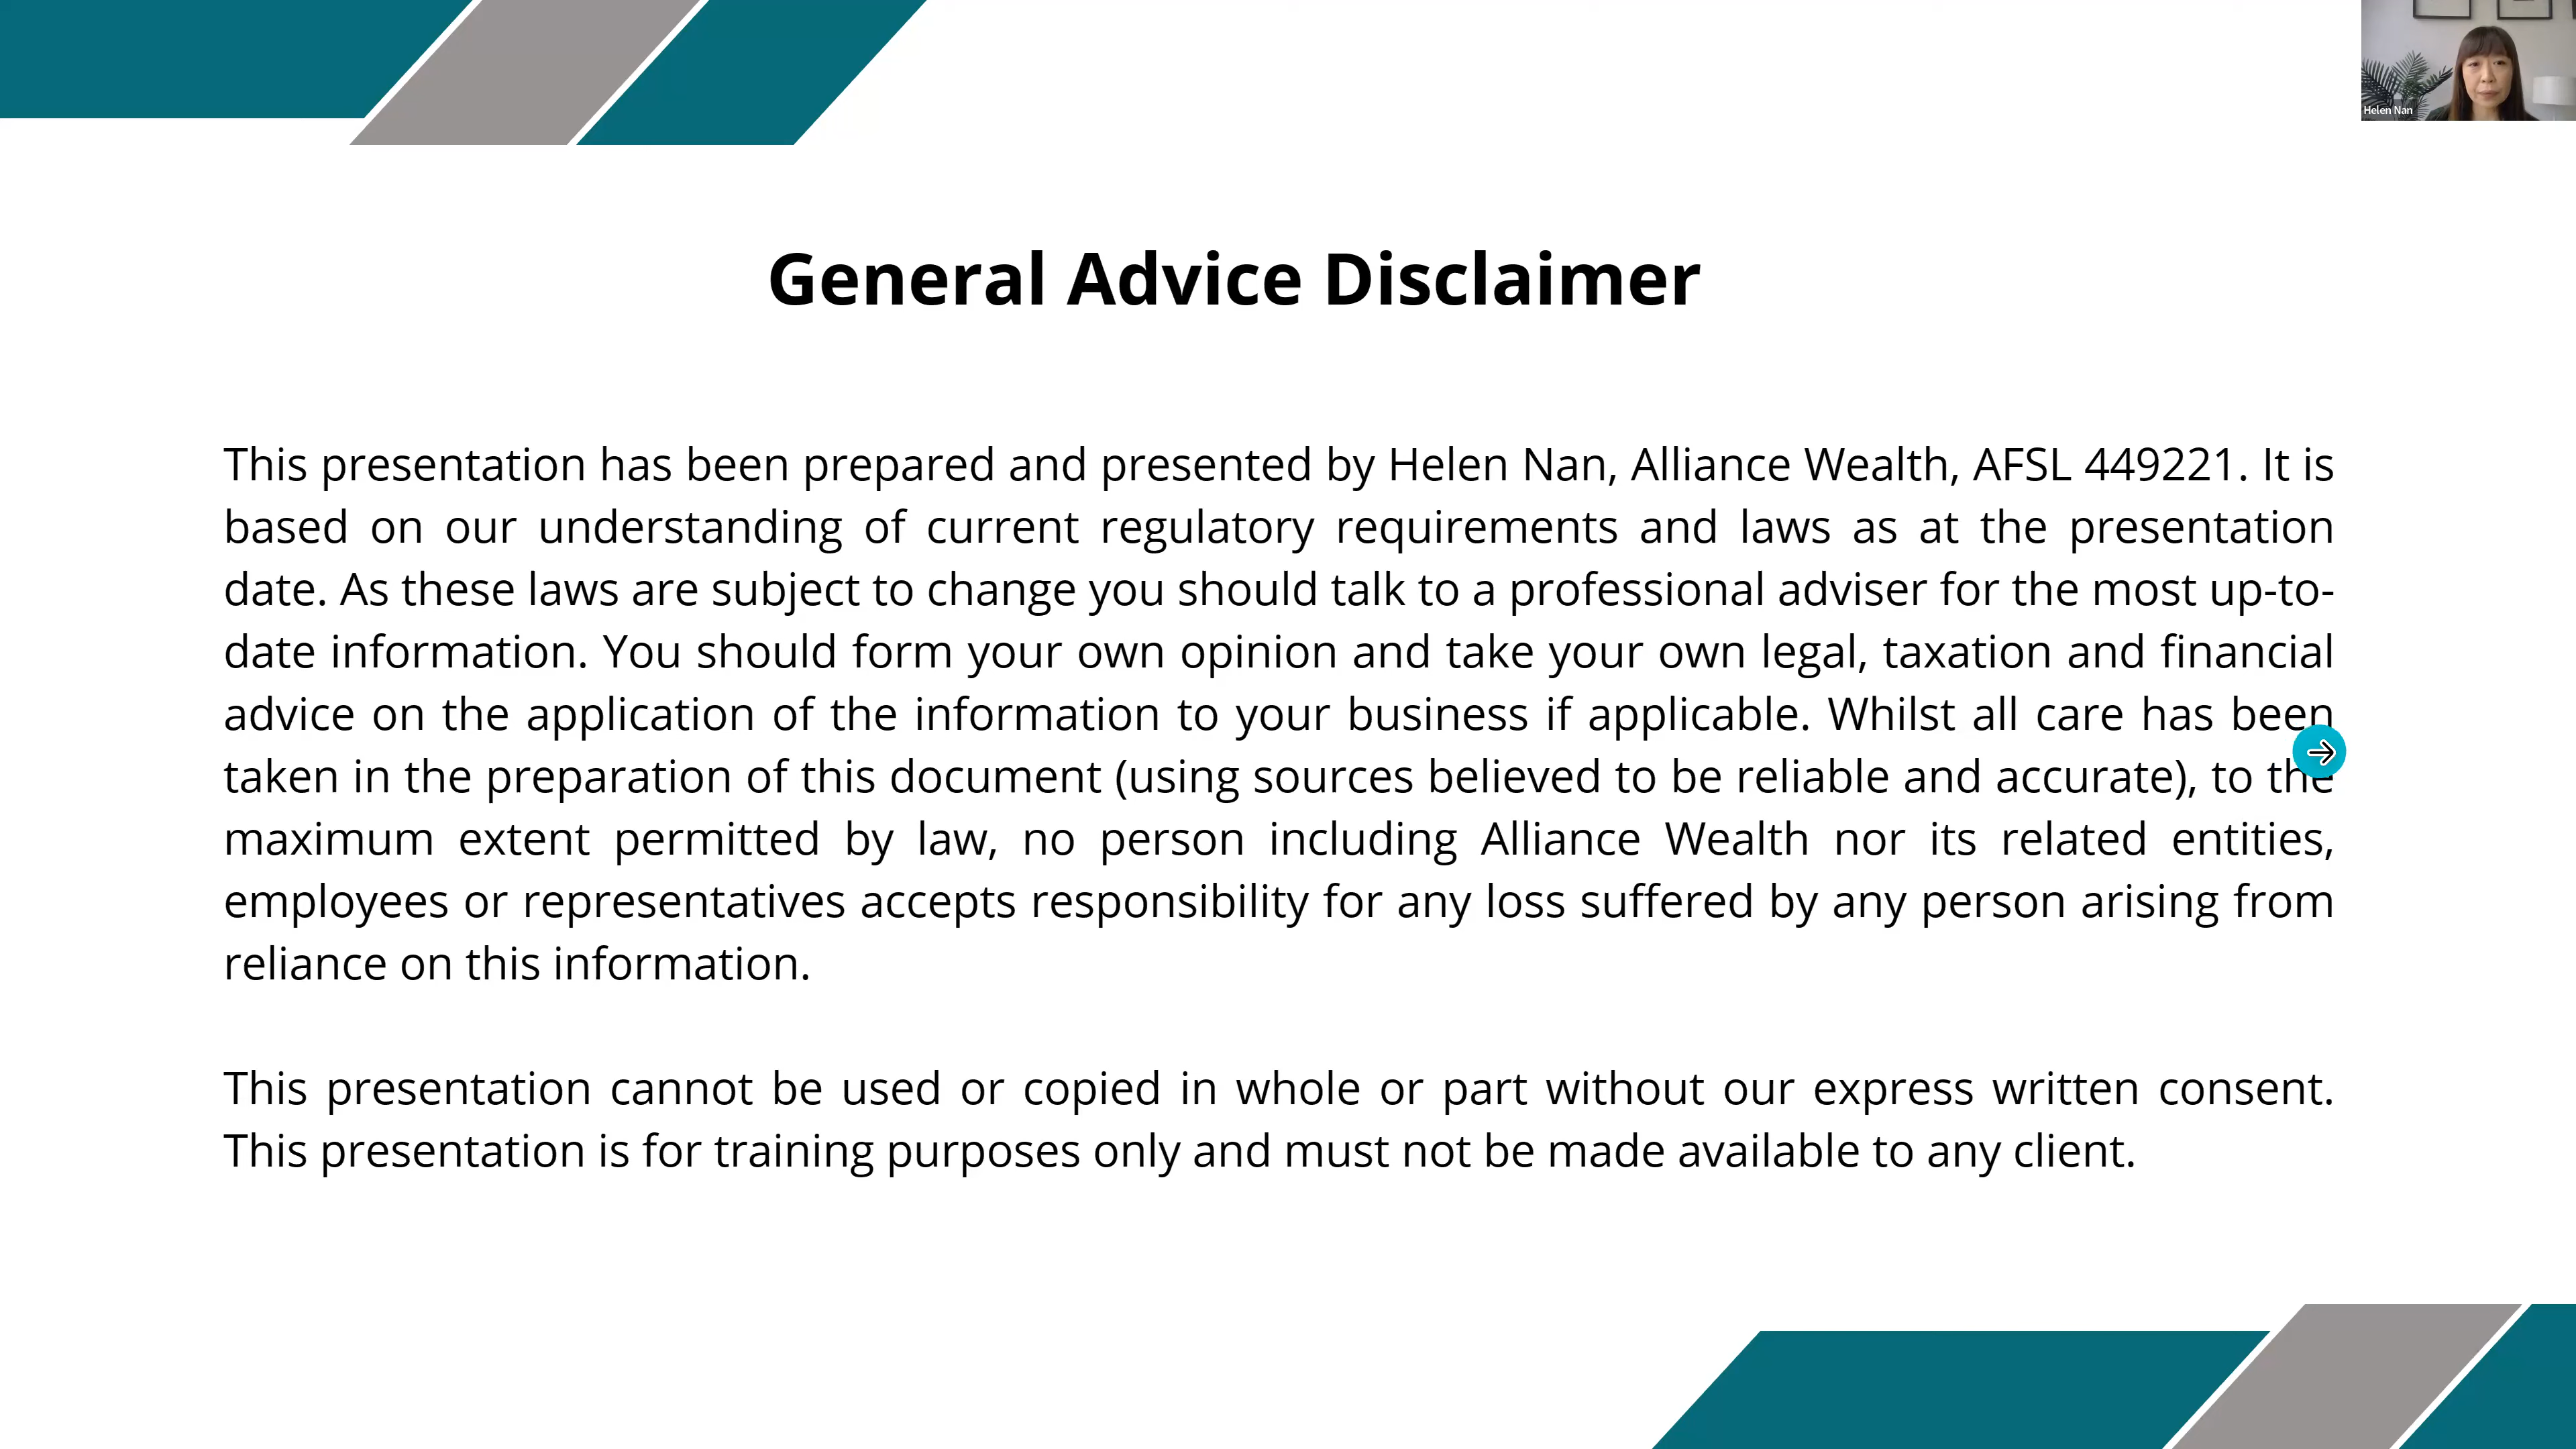 Helen Nan
General Advice Disclaimer
This presentation has been prepared and presented by Helen Nan, Alliance Wealth, AFSL 449221. It is
based on our understanding of current regulatory requirements and laws as at the presentation
date. As these laws are subject to change you should talk to a professional adviser for the most up-to-
date information. You should form your own opinion and take your own legal, taxation and financial
advice on the application of the information to your business if applicable. Whilst all care has been
taken in the preparation of this document (using sources believed to be reliable and accurate), to the
maximum extent permitted by law, no person including Alliance Wealth nor its related entities,
employees or representatives accepts responsibility for any loss suffered by any person arising from
reliance on this information.
This presentation cannot be used or copied in whole or part without our express written consent.
This presentation is for training purposes only and must not be made available to any client.